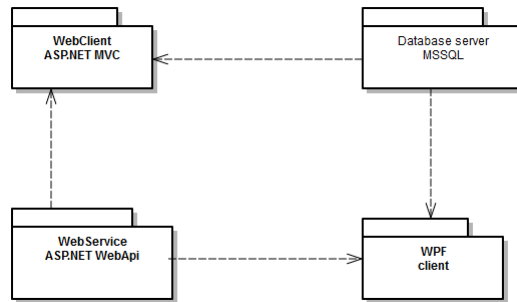 WebClient
ASP.NET MVC
Database server
MSSQL
WebService
ASP.NET WebApi
WPF
client